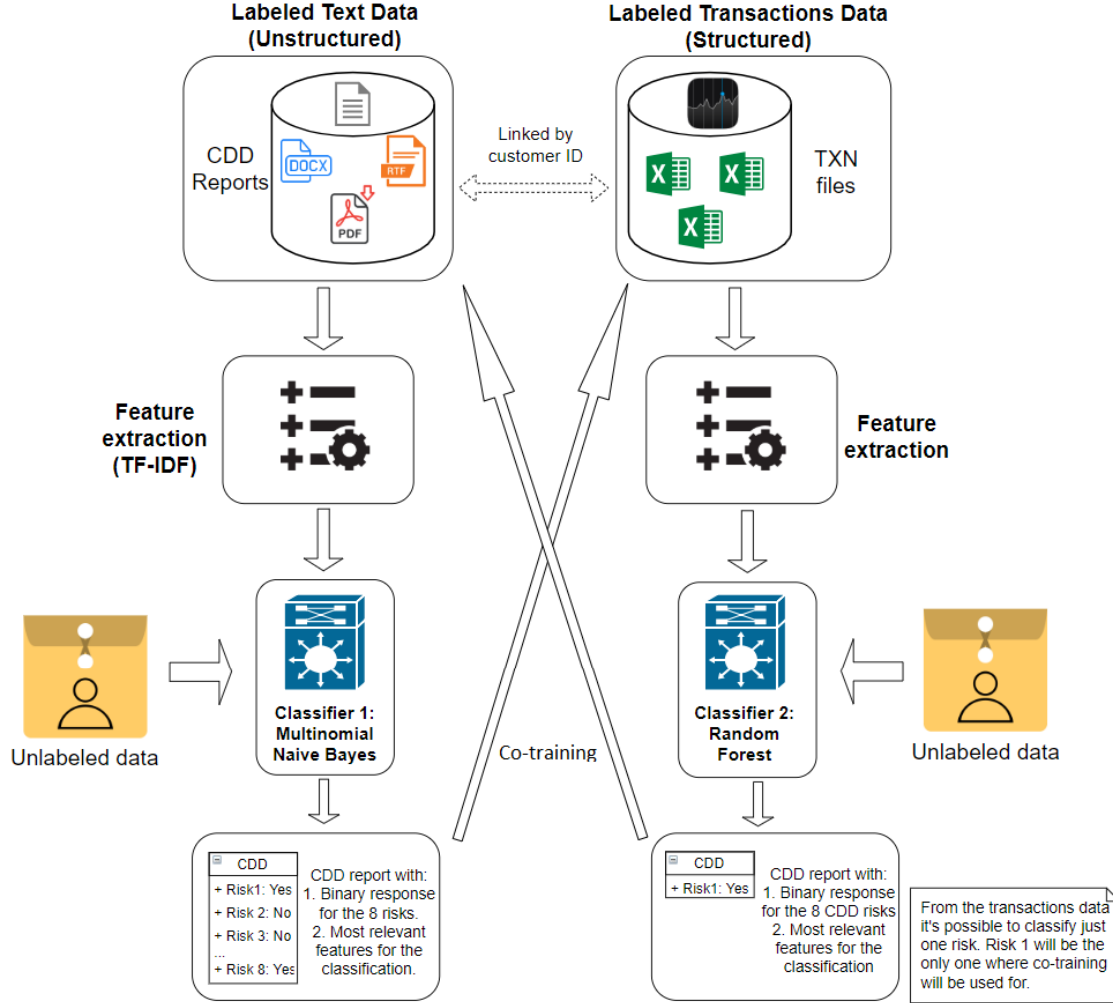 Labeled Text Data
(Unstructured)
Labeled Transactions Data
(Structured)
CDD
Reports
DOCX
RTF
PDF
Linked by
customer ID
X
X
X
TXN
files
Feature
extraction
(TF-IDF)
Feature
extraction
Unlabeled data
Classifier 1:
Multinomial
Naive Bayes
Co-training
Classifier 2:
Random
Forest
Unlabeled data
CDD
+ Risk1: Yes
+ Risk 2: No
+ Risk 3: No
...
+ Risk 8: Yes
CDD report with:
1. Binary response
for the 8 risks.
2. Most relevant
features for the
classification.
CDD
+ Risk1: Yes
CDD report with:
1. Binary response
for the 8 CDD risks
2. Most relevant
features for the
classification
From the transactions data
it's possible to classify just
one risk. Risk 1 will be the
only one where co-training
will be used for.